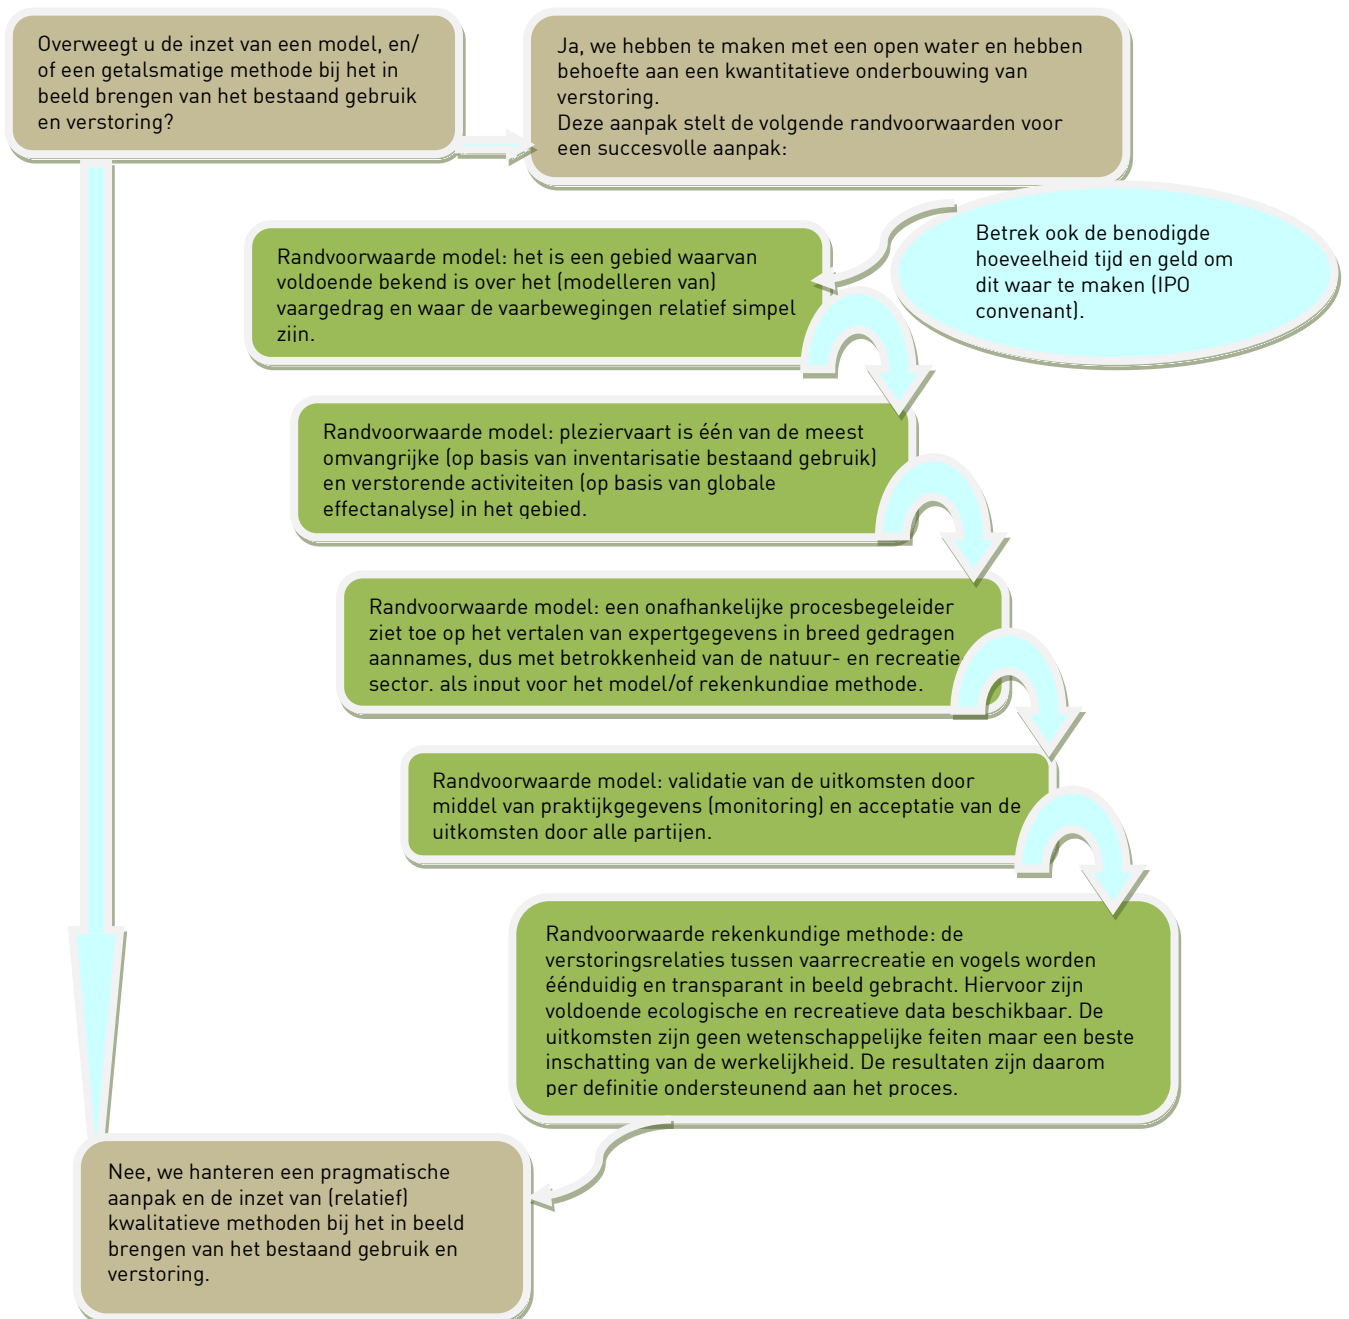 Overweegt u de inzet van een model, en/
of een getalsmatige methode bij het in
beeld brengen van het bestaand gebruik
en verstoring?
Ja, we hebben te maken met een open water en hebben
behoefte aan een kwantitatieve onderbouwing van
verstoring.
Deze aanpak stelt de volgende randvoorwaarden voor
een succesvolle aanpak:
Betrek ook de benodigde
hoeveelheid tijd en geld om
dit waar te maken (IPO
convenant).
Randvoorwaarde model: het is een gebied waarvan
voldoende bekend is over het (modelleren van)
vaargedrag en waar de vaarbewegingen relatief simpel
zijn.
Randvoorwaarde model: pleziervaart is één van de meest
omvangrijke (op basis van inventarisatie bestaand gebruik)
en verstorende activiteiten (op basis van globale
effectanalyse) in het gebied.
Randvoorwaarde model: een onafhankelijke procesbegeleider
ziet toe op het vertalen van expertgegevens in breed gedragen
aannames, dus met betrokkenheid van de natuur- en recreatie
sector, als input voor het model/of rekenkundige methode.
Randvoorwaarde model: validatie van de uitkomsten door
middel van praktijkgegevens (monitoring) en acceptatie van de
uitkomsten door alle partijen.
Randvoorwaarde rekenkundige methode: de
verstoringsrelaties tussen vaarrecreatie en vogels worden
éénduidig en transparant in beeld gebracht. Hiervoor zijn
voldoende ecologische en recreatieve data beschikbaar. De
uitkomsten zijn geen wetenschappelijke feiten maar een beste
inschatting van de werkelijkheid. De resultaten zijn daarom
per definitie ondersteunend aan het proces.
Nee, we hanteren een pragmatische
aanpak en de inzet van (relatief)
kwalitatieve methoden bij het in beeld
brengen van het bestaand gebruik en
verstoring.